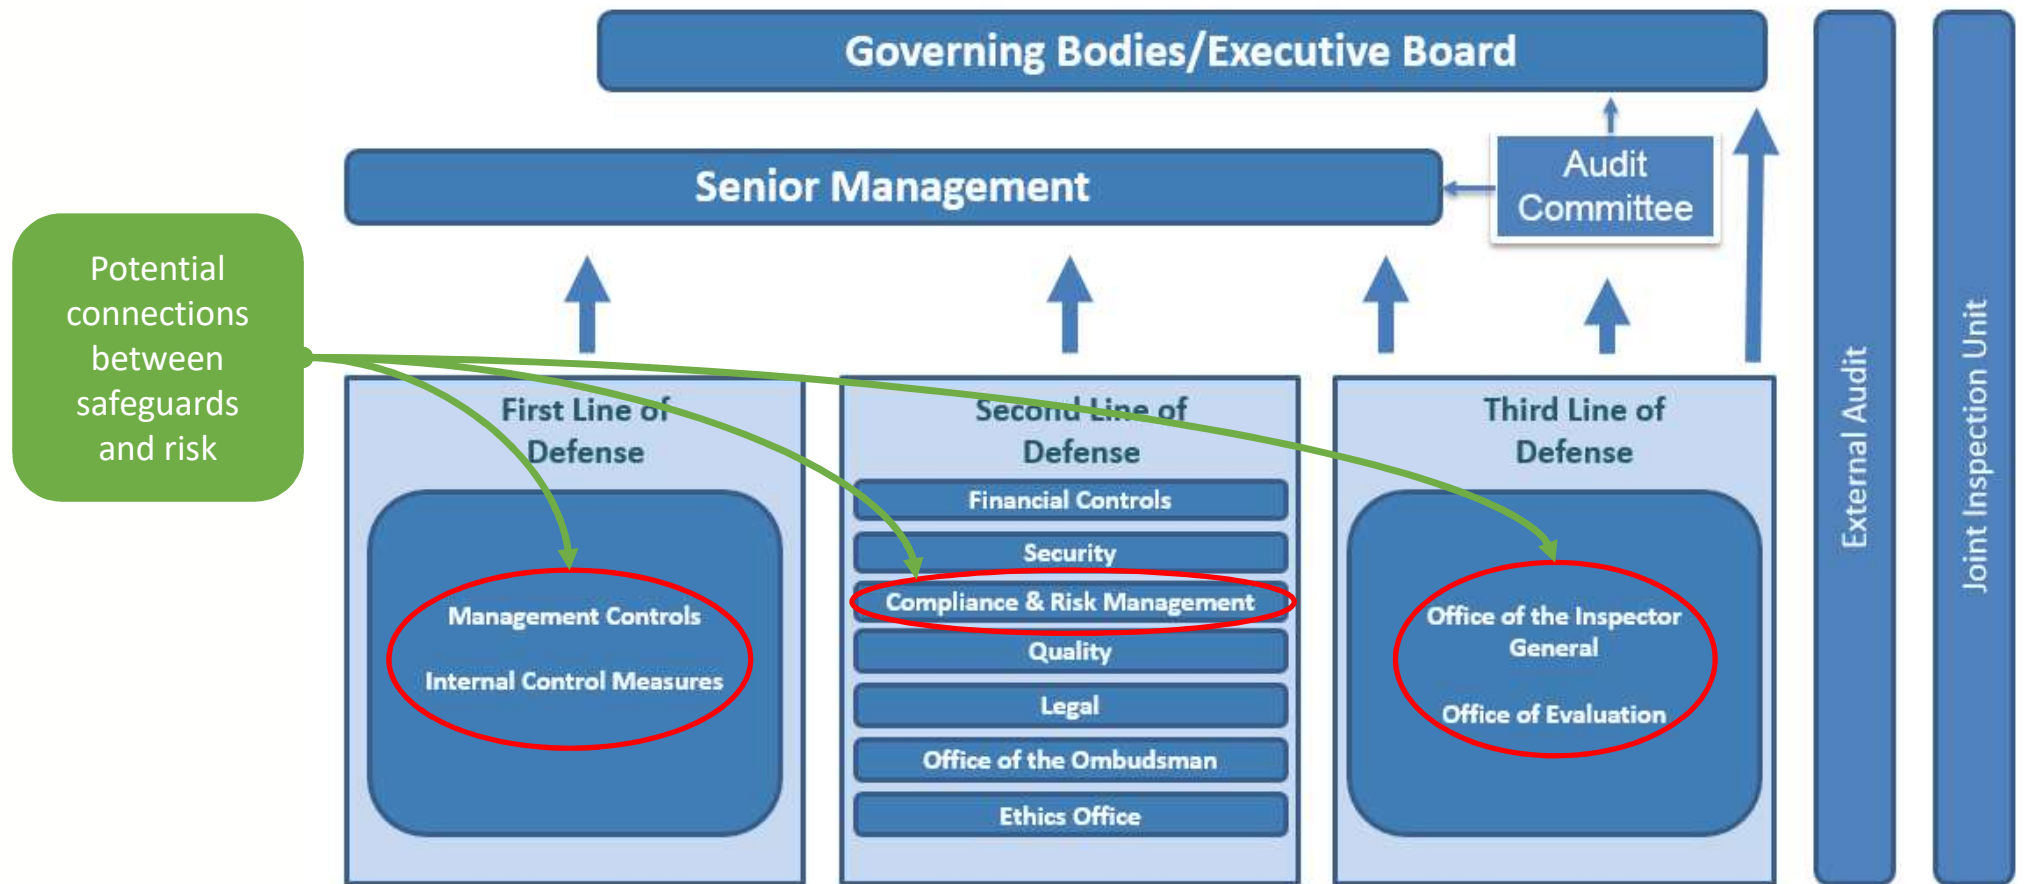 Governing Bodies/Executive Board
Senior Management
Audit
Committee
Potential
connections
between
safeguards
and risk
First Line of
Defense
Management Controls
Internal Control Measures
Second Line of
Defense
Financial Controls
Security
Compliance & Risk Management
Quality
Legal
Office of the Ombudsman
Ethics Office
Third Line of
Defense
Office of the Inspector
General
Office of Evaluation
External Audit
Joint Inspection Unit